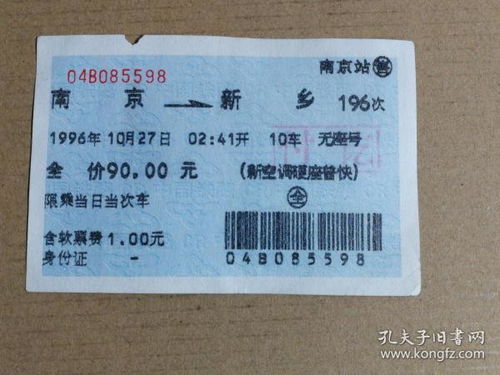 南京站 售
04B085598
南京 → 新乡 196次
1996年10月27日 02:41开 10车 无座号
全 价90.00元 (新空调硬座普快)
限乘当日当次车
全
含软票费1.00元
身份证 -
04B085598
孔夫子旧书网
www.kongfz.com